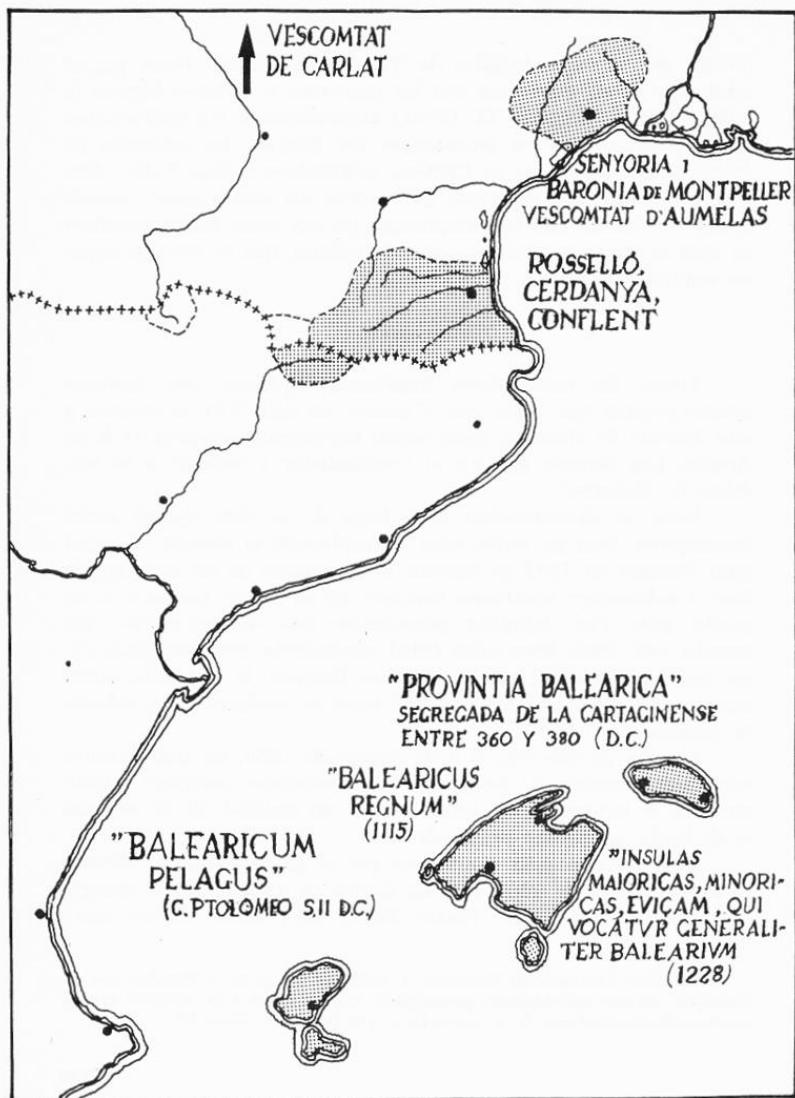 VESCOMTAT
DE CARLAT
SENYORIA I
BARONIA DE MONTPELLER
VESCOMTAT D'AUMELAS
ROSSELLÓ,
CERDANYA,
CONFLENT
"PROVINTIA BALEARICA"
SEGREGADA DE LA CARTAGINENSE
ENTRE 360 Y 380 (D.C.)
"BALEARICUS
REGNUM"
(1115)
"BALEARICUM
PELAGUS"
(C. PTOLOMEO S.II D.C.)
"INSULAS
MAIORICAS, MINORI-
CAS, EVIÇAM, QUI
VOCATVR GENERALI-
TER BALEARIVM
(1228)